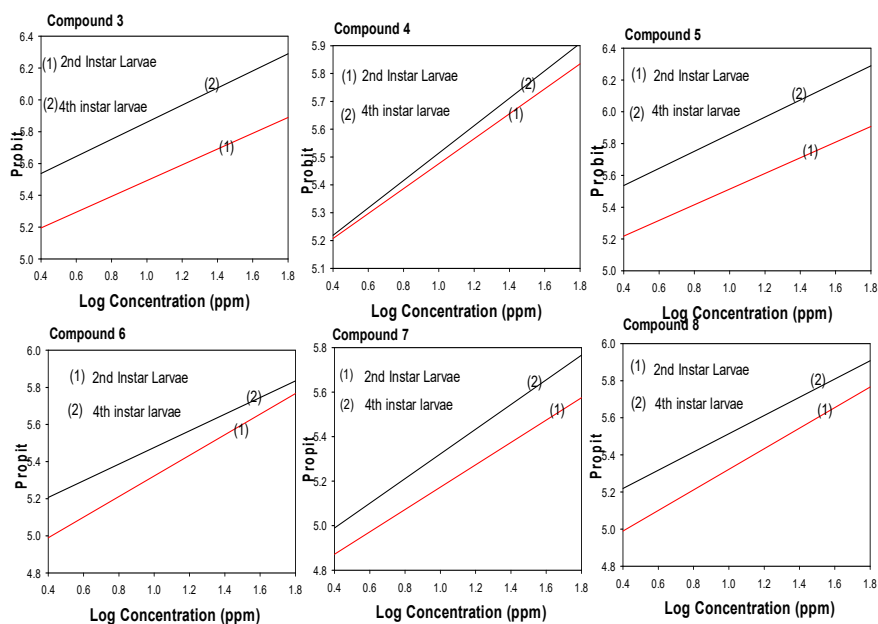 Compound 3
6.4
6.2
6.0
5.8
5.6
5.4
5.2
5.0
Probit
(1) 2nd Instar Larvae
(2) 4th instar larvae
(2)
(1)
0.4 0.6 0.8 1.0 1.2 1.4 1.6 1.8
Log Concentration (ppm)
Compound 4
5.9
5.8
5.7
5.6
5.5
5.4
5.3
5.2
5.1
Probit
(1) 2nd Instar Larvae
(2) 4th instar larvae
(2)
(1)
0.4 0.6 0.8 1.0 1.2 1.4 1.6 1.8
Log Concentration (ppm)
Compound 5
6.4
6.2
6.0
5.8
5.6
5.4
5.2
5.0
Probit
(1) 2nd Instar Larvae
(2) 4th instar larvae
(2)
(1)
0.4 0.6 0.8 1.0 1.2 1.4 1.6 1.8
Log Concentration (ppm)
Compound 6
6.0
5.8
5.6
5.4
5.2
5.0
4.8
Propit
(1) 2nd Instar Larvae
(2) 4th instar larvae
(2)
(1)
0.4 0.6 0.8 1.0 1.2 1.4 1.6 1.8
Log Concentration (ppm)
Compound 7
5.8
5.6
5.4
5.2
5.0
4.8
Propit
(1) 2nd Instar Larvae
(2) 4th instar larvae
(2)
(1)
0.4 0.6 0.8 1.0 1.2 1.4 1.6 1.8
Log Concentration (ppm)
Compound 8
6.0
5.8
5.6
5.4
5.2
5.0
4.8
Propit
(1) 2nd Instar Larvae
(2) 4th instar larvae
(2)
(1)
0.4 0.6 0.8 1.0 1.2 1.4 1.6 1.8
Log Concentration (ppm)